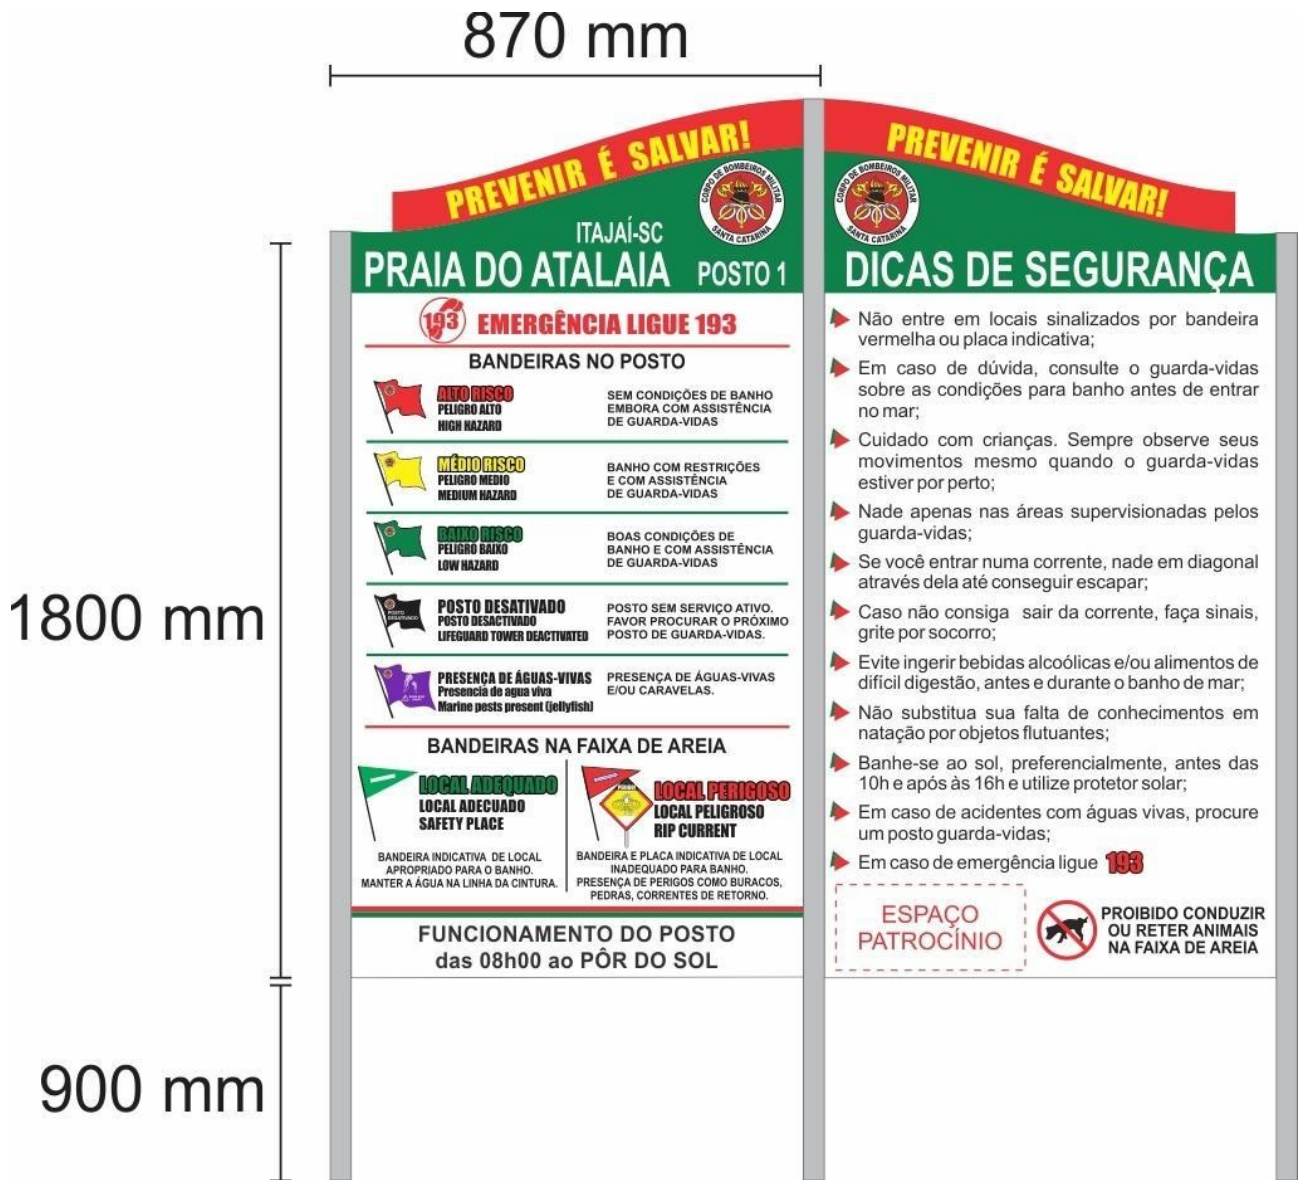 870 mm
1800 mm
900 mm
PREVENIR É SALVAR!
CORPO DE BOMBEIROS MILITAR
SANTA CATARINA
ITAJAÍ-SC
PRAIA DO ATALAIA POSTO 1
193 EMERGÊNCIA LIGUE 193
BANDEIRAS NO POSTO
ALTO RISCO
PELIGRO ALTO
HIGH HAZARD
SEM CONDIÇÕES DE BANHO
EMBORA COM ASSISTÊNCIA
DE GUARDA-VIDAS
MÉDIO RISCO
PELIGRO MEDIO
MEDIUM HAZARD
BANHO COM RESTRIÇÕES
E COM ASSISTÊNCIA
DE GUARDA-VIDAS
BAIXO RISCO
PELIGRO BAIXO
LOW HAZARD
BOAS CONDIÇÕES DE
BANHO E COM ASSISTÊNCIA
DE GUARDA-VIDAS
POSTO
DESATIVADO
POSTO DESATIVADO
POSTO DESACTIVADO
LIFEGUARD TOWER DEACTIVATED
POSTO SEM SERVIÇO ATIVO.
FAVOR PROCURAR O PRÓXIMO
POSTO DE GUARDA-VIDAS.
PRESENÇA DE ÁGUAS-VIVAS
Presencia de agua viva
Marine pests present (jellyfish)
PRESENÇA DE ÁGUAS-VIVAS
E/OU CARAVELAS.
BANDEIRAS NA FAIXA DE AREIA
LOCAL ADEQUADO
LOCAL ADECUADO
SAFETY PLACE
BANDEIRA INDICATIVA DE LOCAL
APROPRIADO PARA O BANHO.
MANTER A ÁGUA NA LINHA DA CINTURA.
LOCAL PERIGOSO
LOCAL PELIGROSO
RIP CURRENT
BANDEIRA E PLACA INDICATIVA DE LOCAL
INADEQUADO PARA BANHO.
PRESENÇA DE PERIGOS COMO BURACOS,
PEDRAS, CORRENTES DE RETORNO.
FUNCIONAMENTO DO POSTO
das 08h00 ao PÔR DO SOL
PREVENIR É SALVAR!
CORPO DE BOMBEIROS MILITAR
SANTA CATARINA
DICAS DE SEGURANÇA
Não entre em locais sinalizados por bandeira
vermelha ou placa indicativa;
Em caso de dúvida, consulte o guarda-vidas
sobre as condições para banho antes de entrar
no mar;
Cuidado com crianças. Sempre observe seus
movimentos mesmo quando o guarda-vidas
estiver por perto;
Nade apenas nas áreas supervisionadas pelos
guarda-vidas;
Se você entrar numa corrente, nade em diagonal
através dela até conseguir escapar;
Caso não consiga sair da corrente, faça sinais,
grite por socorro;
Evite ingerir bebidas alcoólicas e/ou alimentos de
difícil digestão, antes e durante o banho de mar;
Não substitua sua falta de conhecimentos em
natação por objetos flutuantes;
Banhe-se ao sol, preferencialmente, antes das
10h e após às 16h e utilize protetor solar;
Em caso de acidentes com águas vivas, procure
um posto guarda-vidas;
Em caso de emergência ligue 193
ESPAÇO
PATROCÍNIO
PROIBIDO CONDUZIR
OU RETER ANIMAIS
NA FAIXA DE AREIA